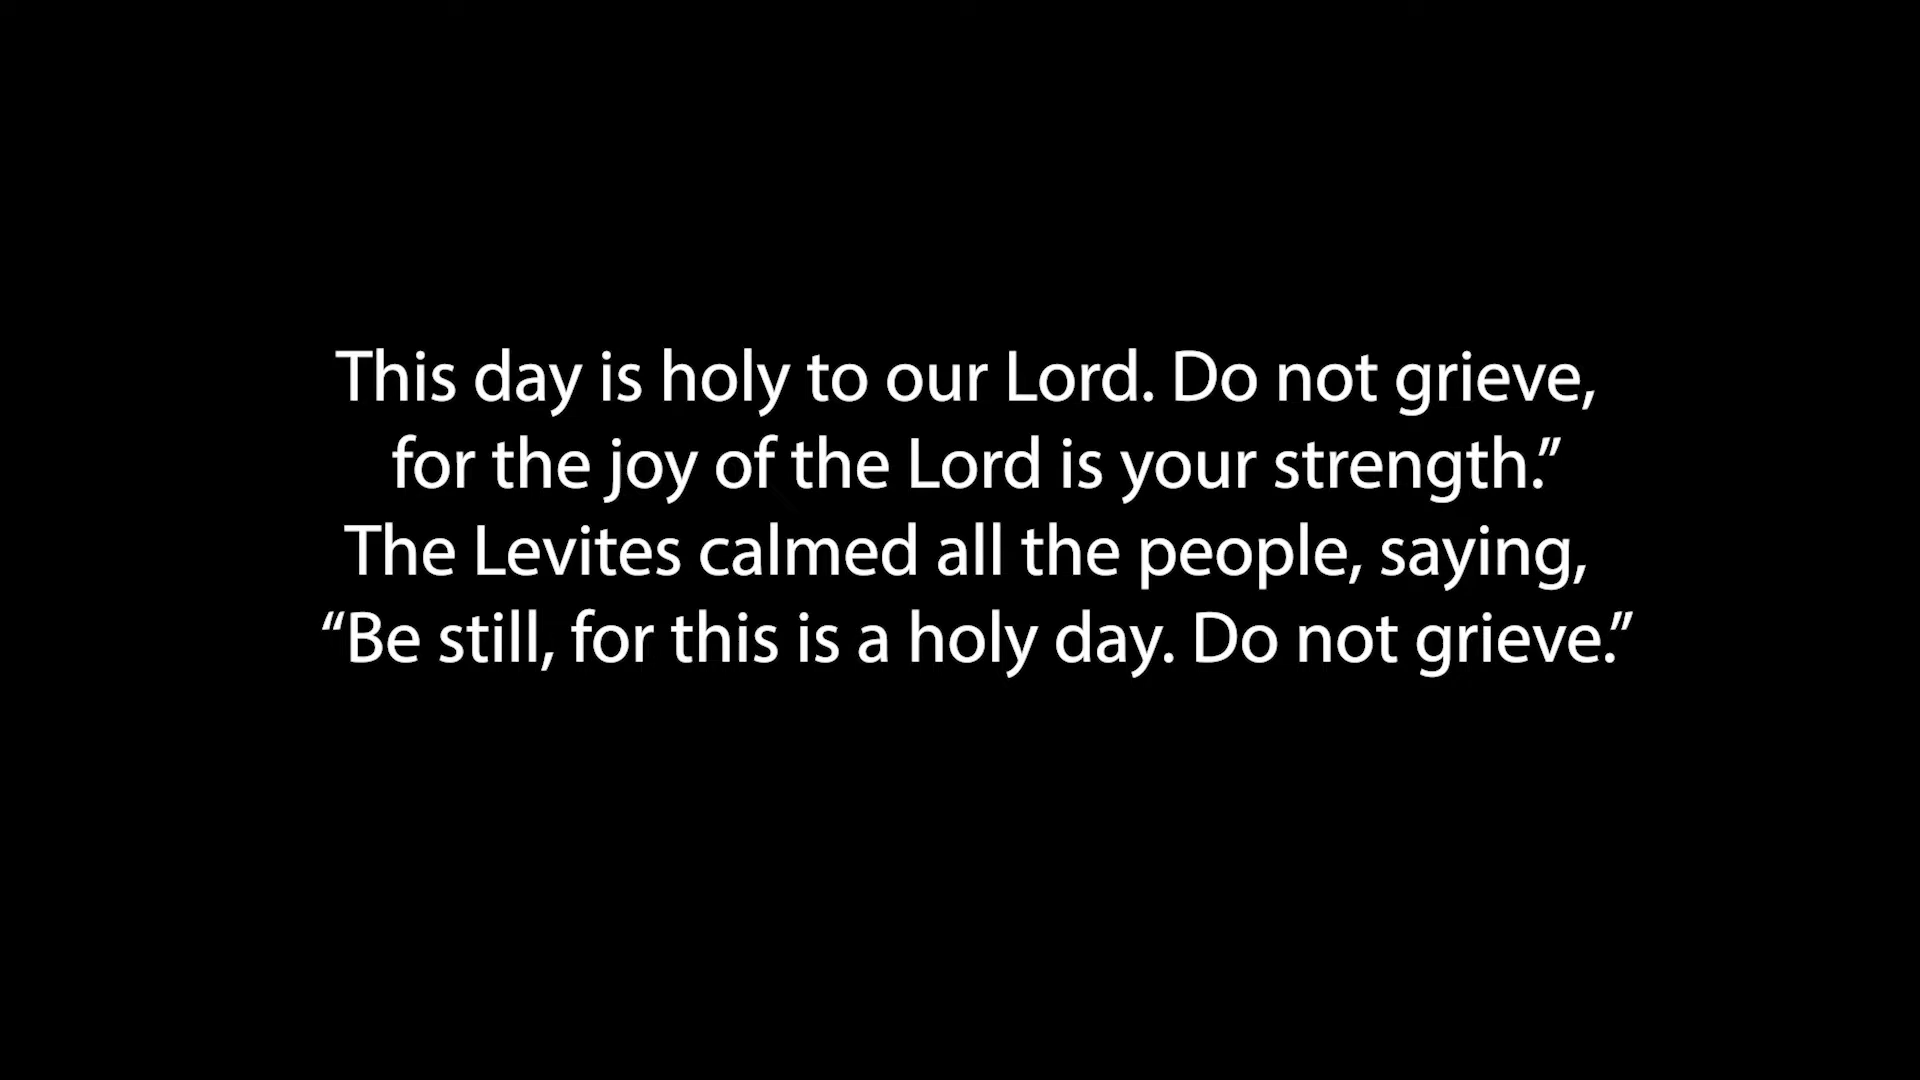 This day is holy to our Lord. Do not grieve,
for the joy of the Lord is your strength.”
The Levites calmed all the people, saying,
“Be still, for this is a holy day. Do not grieve.”